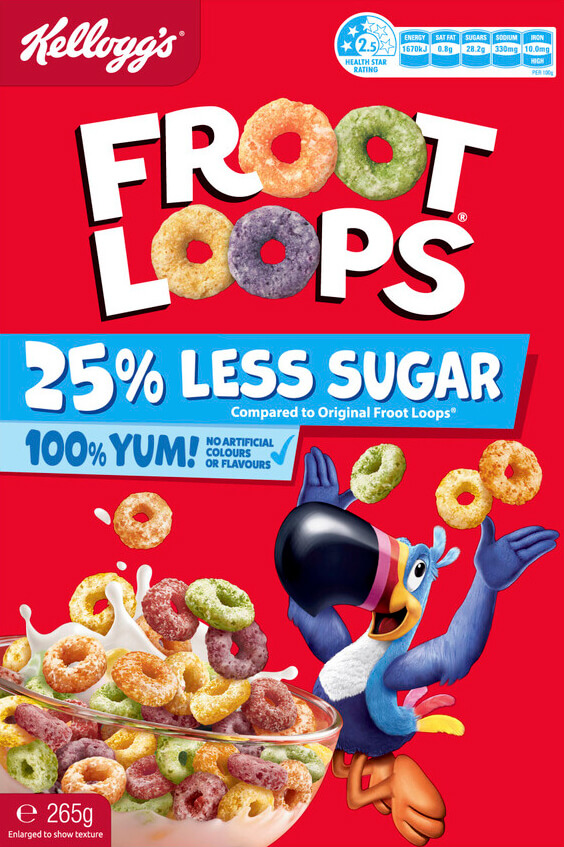 Kellogg's®
2.5
HEALTH STAR
RATING
ENERGY
1670kJ
SAT FAT
0.8g
SUGARS
28.2g
SODIUM
330mg
IRON
10.0mg
HIGH
PER 100g
FROOT
LOOPS®
25% LESS SUGAR
Compared to Original Froot Loops®
100% YUM!
NO ARTIFICIAL
COLOURS
OR FLAVOURS
e 265g
Enlarged to show texture